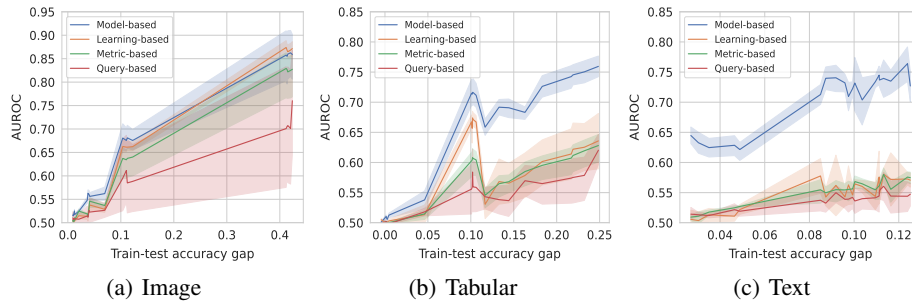 0.95
0.90
0.85
0.80
0.75
0.70
0.65
0.60
0.55
0.50
AUROC
Model-based
Learning-based
Metric-based
Query-based
0.0 0.1 0.2 0.3 0.4
Train-test accuracy gap
(a) Image
0.85
0.80
0.75
0.70
0.65
0.60
0.55
0.50
AUROC
Model-based
Learning-based
Metric-based
Query-based
0.00 0.05 0.10 0.15 0.20 0.25
Train-test accuracy gap
(b) Tabular
0.85
0.80
0.75
0.70
0.65
0.60
0.55
0.50
AUROC
Model-based
Learning-based
Metric-based
Query-based
0.04 0.06 0.08 0.10 0.12
Train-test accuracy gap
(c) Text